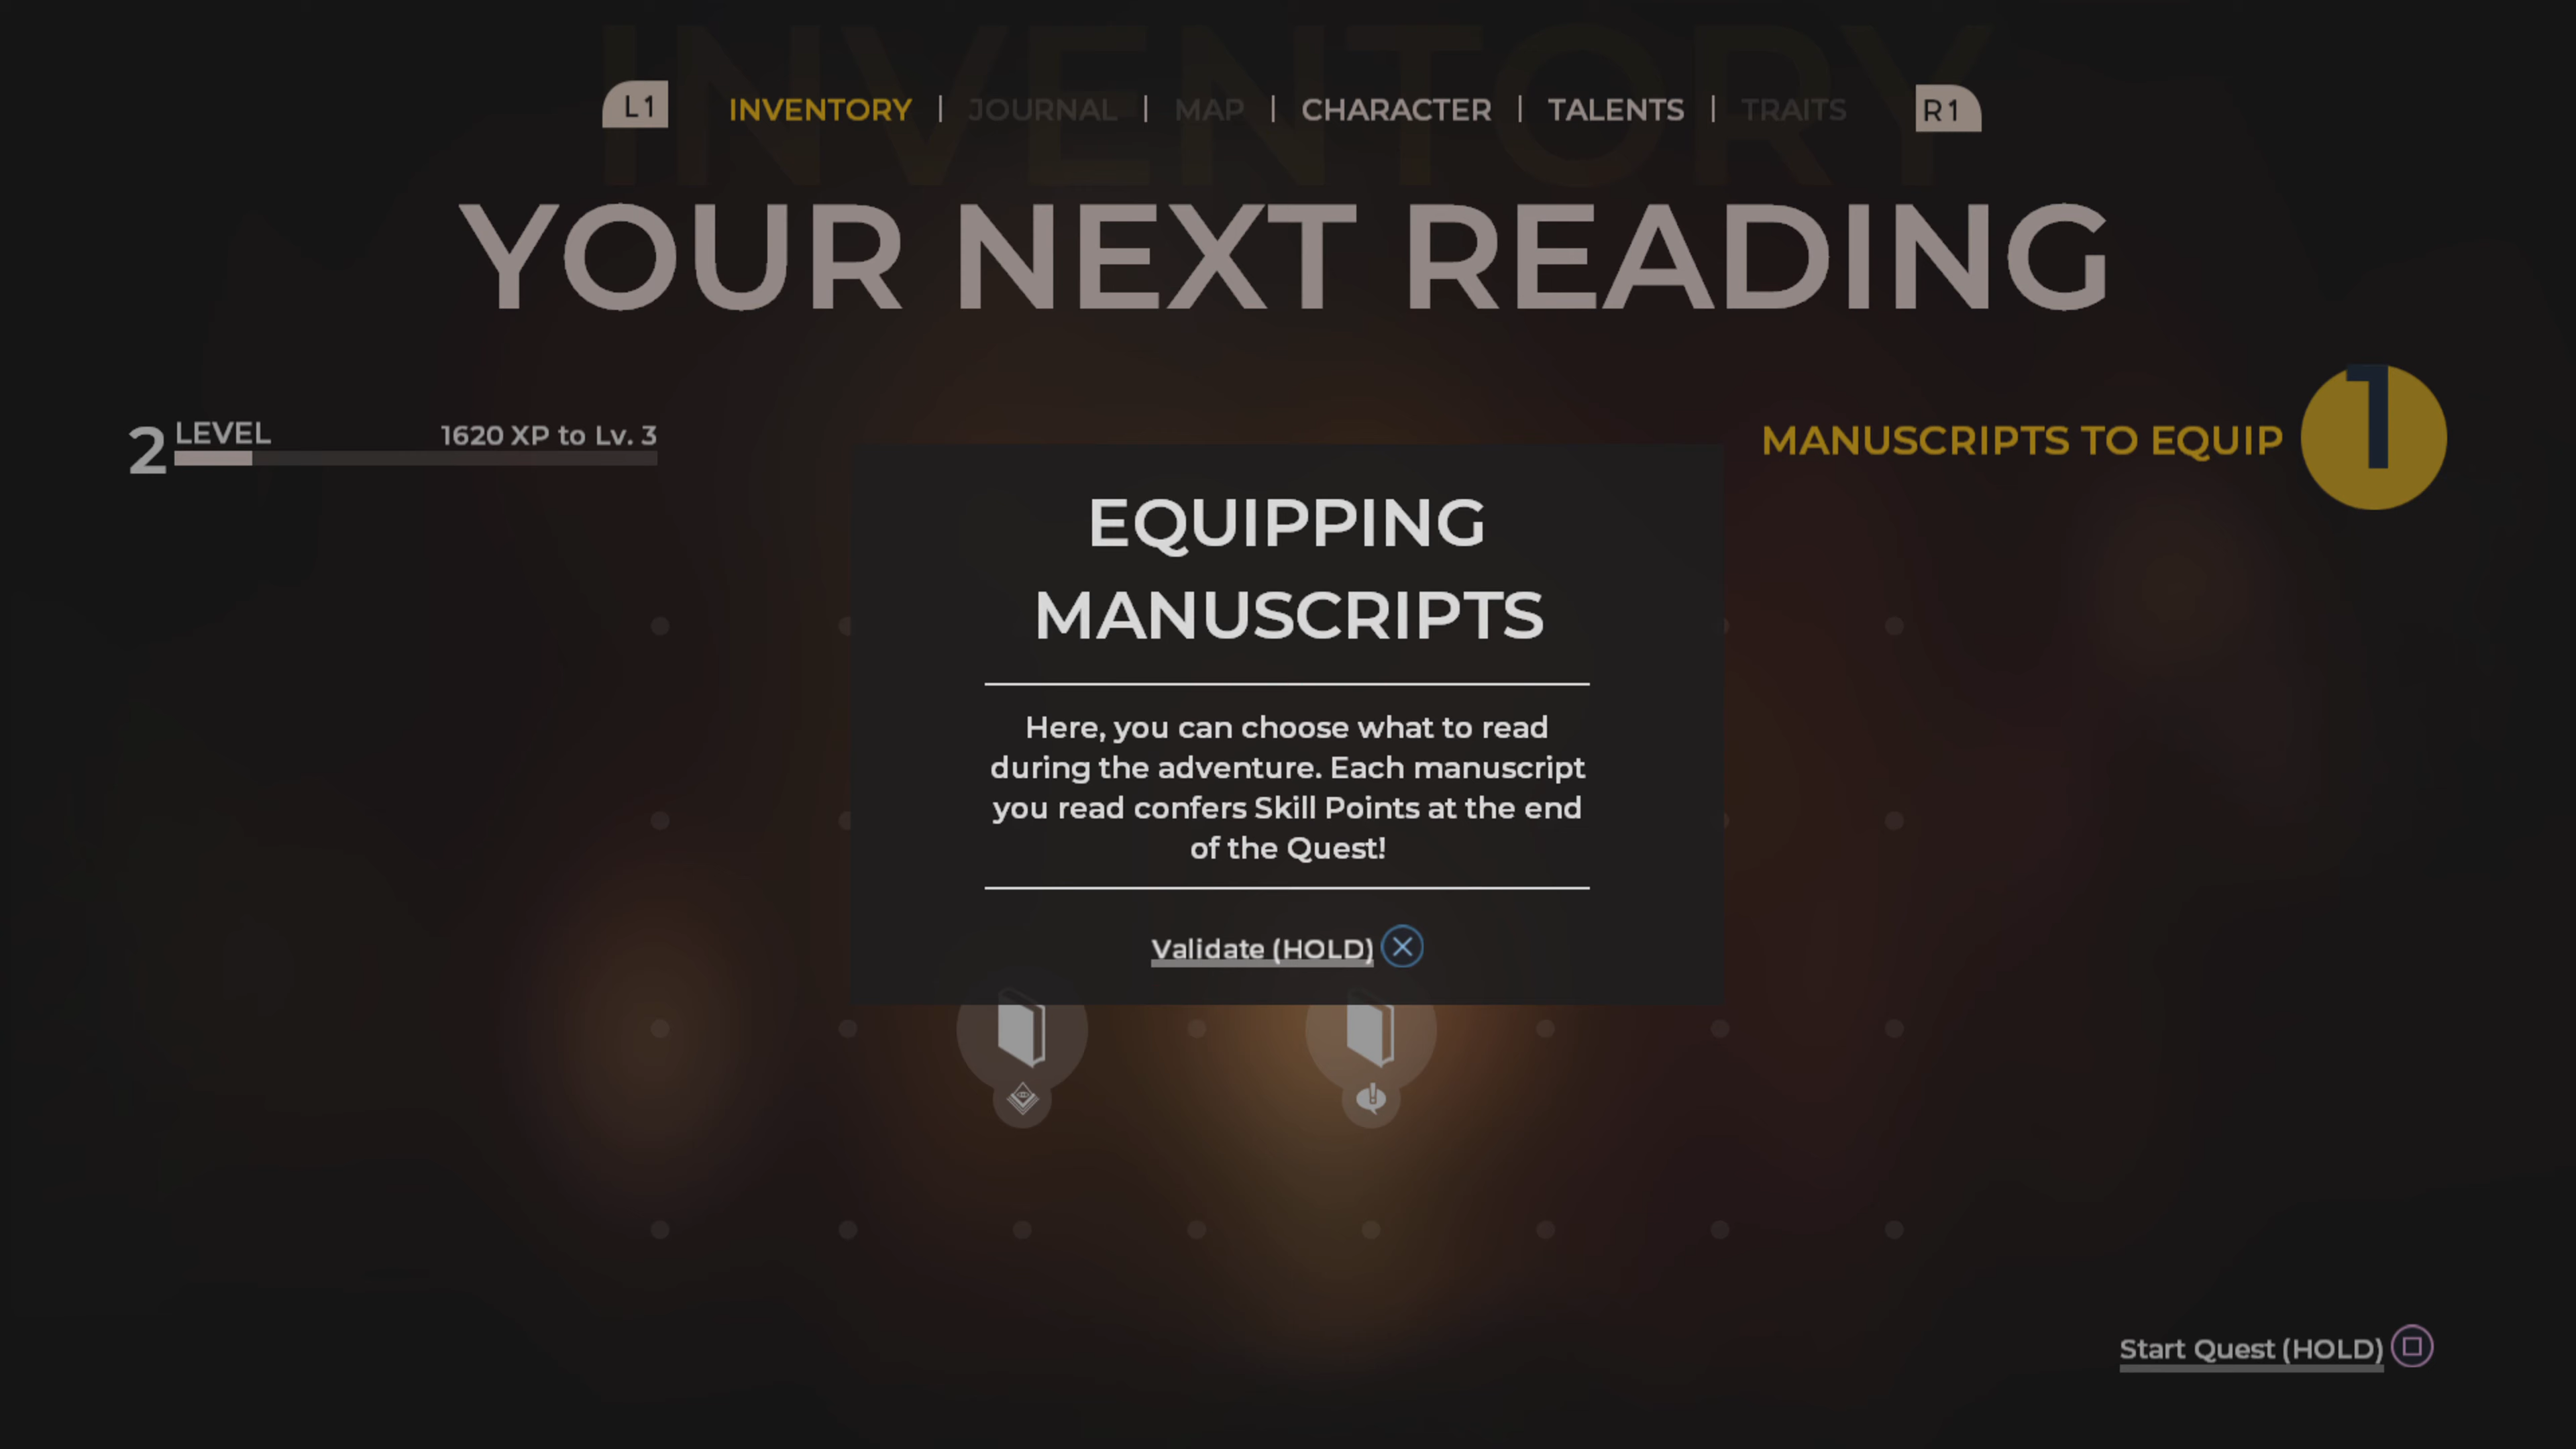 INVENTORY
L1 INVENTORY | JOURNAL | MAP | CHARACTER | TALENTS | TRAITS R1
YOUR NEXT READING
2 LEVEL 1620 XP to Lv. 3
MANUSCRIPTS TO EQUIP 1
EQUIPPING
MANUSCRIPTS
Here, you can choose what to read
during the adventure. Each manuscript
you read confers Skill Points at the end
of the Quest!
Validate (HOLD)
Start Quest (HOLD)